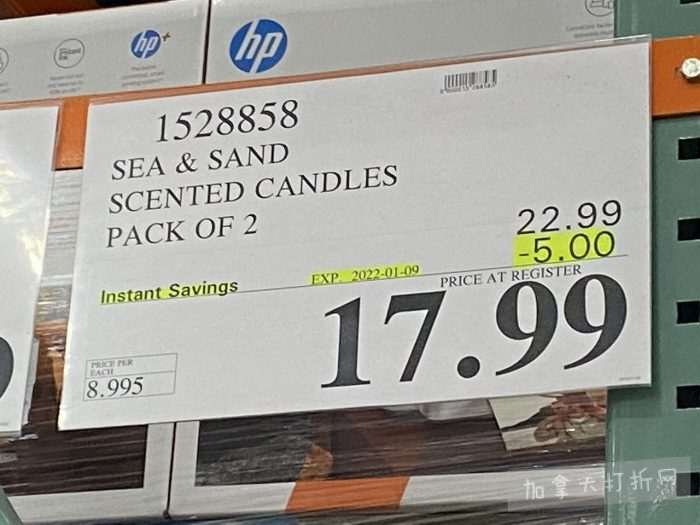 hp+
hp
1528858
SEA & SAND
SCENTED CANDLES
PACK OF 2
22.99
-5.00
Instant Savings
EXP. 2022-01-09
PRICE AT REGISTER
17.99
PRICE PER
EACH
8.995
加拿大打折网